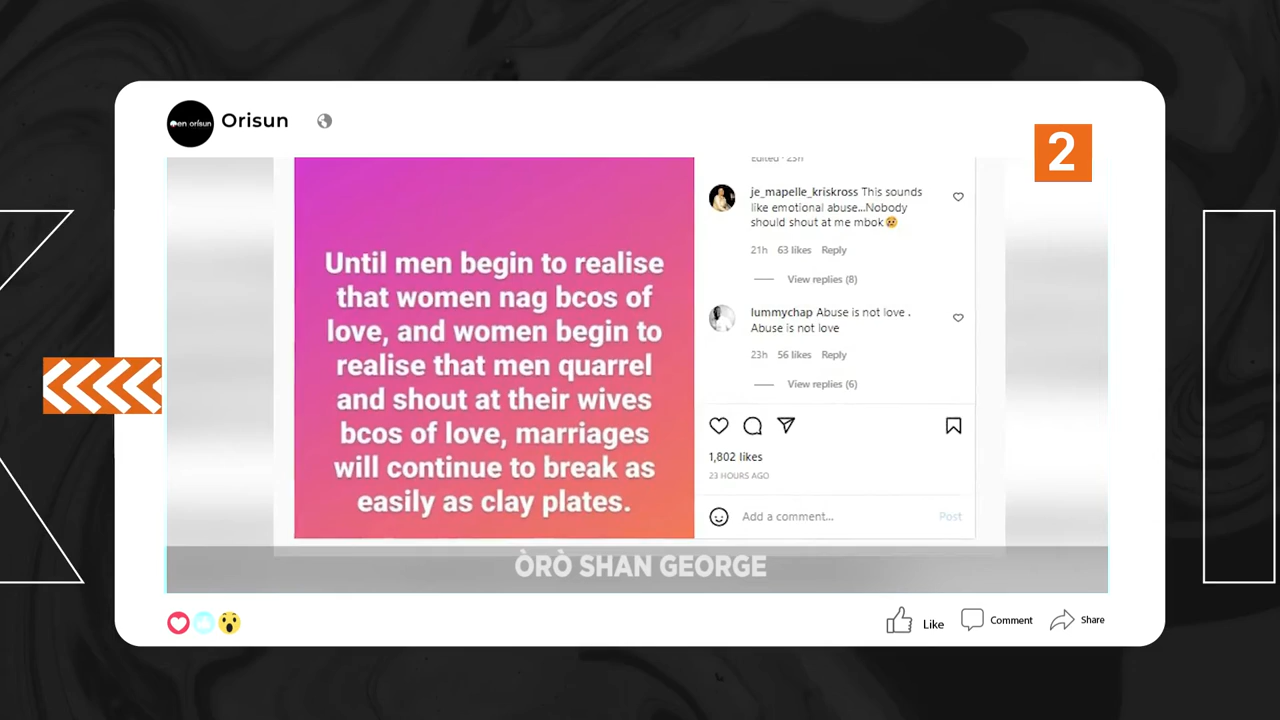 en orísun
Orisun
2
Until men begin to realise
that women nag bcos of
love, and women begin to
realise that men quarrel
and shout at their wives
bcos of love, marriages
will continue to break as
easily as clay plates.
Edited · 23h
je_mapelle_kriskross This sounds
like emotional abuse...Nobody
should shout at me mbok😢
21h 63 likes Reply
View replies (8)
lummychap Abuse is not love .
Abuse is not love
23h 56 likes Reply
View replies (6)
1,802 likes
23 HOURS AGO
Add a comment... Post
ÒRÒ SHAN GEORGE
Like Comment Share